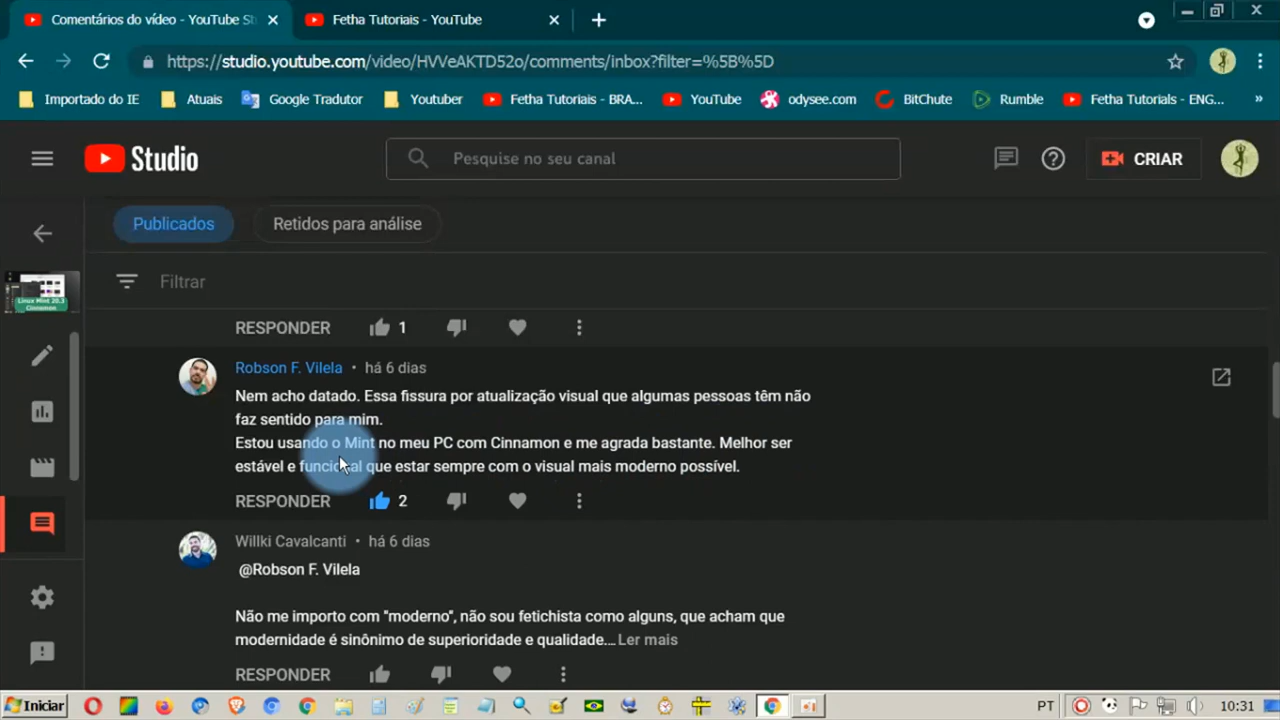 Comentários do vídeo - YouTube St
Fetha Tutoriais - YouTube
https://studio.youtube.com/video/HVVeAKTD52o/comments/inbox?filter=%5B%5D
Importado do IE
Atuais
Google Tradutor
Youtuber
Fetha Tutoriais - BRA...
YouTube
odysee.com
BitChute
Rumble
Fetha Tutorials - ENG...
»
Studio
Pesquise no seu canal
CRIAR
Publicados
Retidos para análise
Linux Mint 20.3
Cinnamon
Filtrar
RESPONDER 1
Robson F. Vilela • há 6 dias
Nem acho datado. Essa fissura por atualização visual que algumas pessoas têm não
faz sentido para mim.
Estou usando o Mint no meu PC com Cinnamon e me agrada bastante. Melhor ser
estável e funcional que estar sempre com o visual mais moderno possível.
RESPONDER 2
Willki Cavalcanti • há 6 dias
@Robson F. Vilela
Não me importo com "moderno", não sou fetichista como alguns, que acham que
modernidade é sinônimo de superioridade e qualidade... Ler mais
RESPONDER
Iniciar
PT
10:31